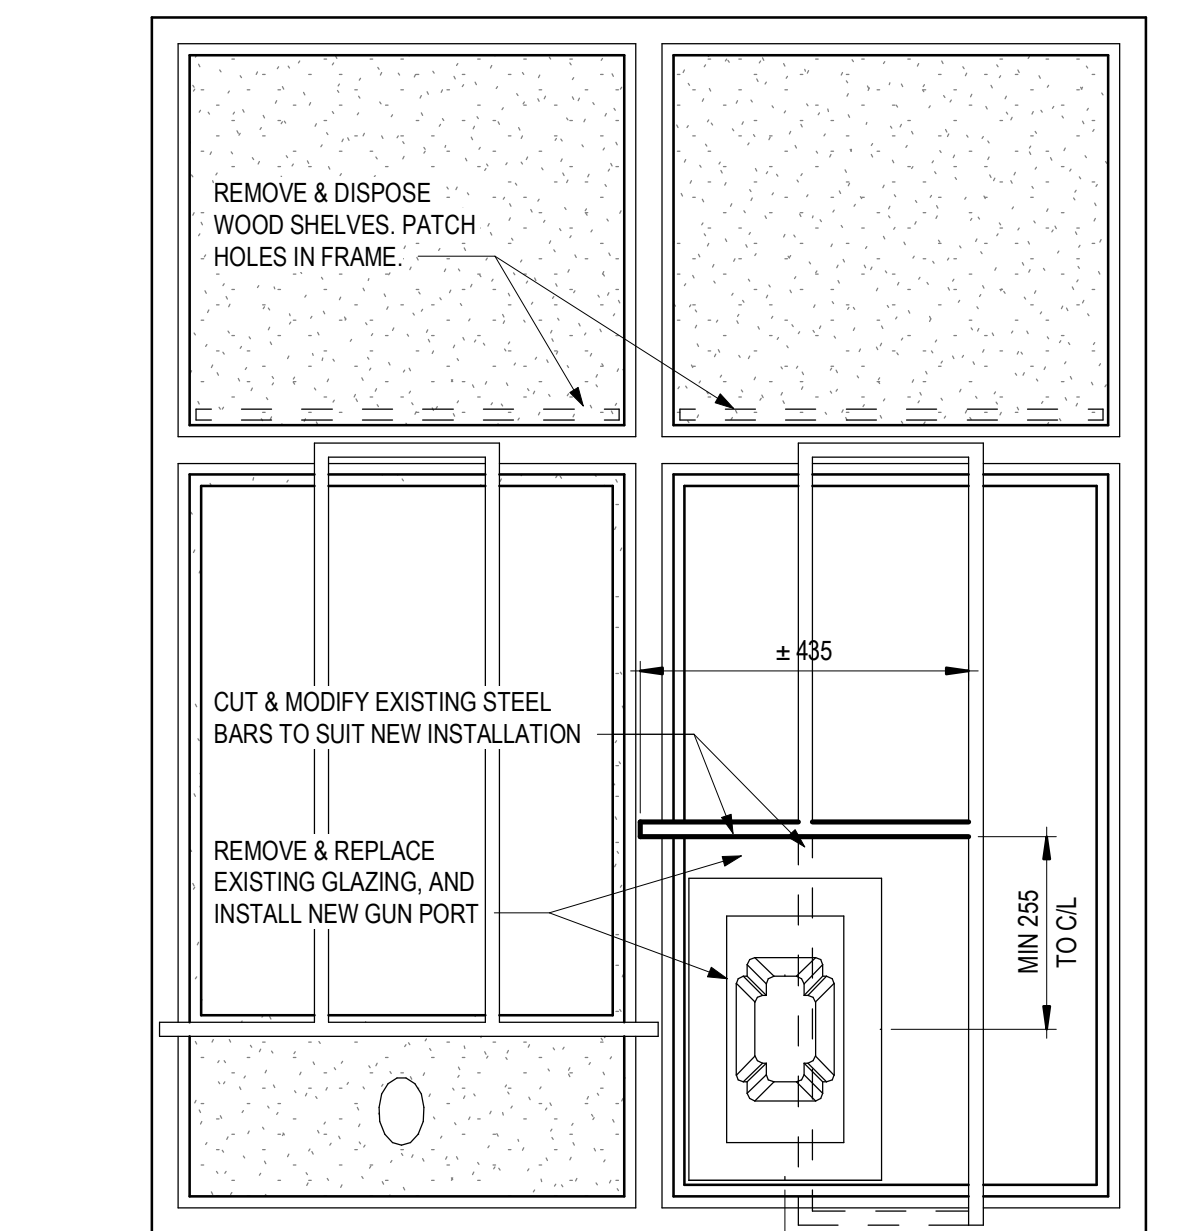 REMOVE & DISPOSE
WOOD SHELVES. PATCH
HOLES IN FRAME.
± 435
CUT & MODIFY EXISTING STEEL
BARS TO SUIT NEW INSTALLATION
REMOVE & REPLACE
EXISTING GLAZING, AND
INSTALL NEW GUN PORT
MIN 255
TO C/L